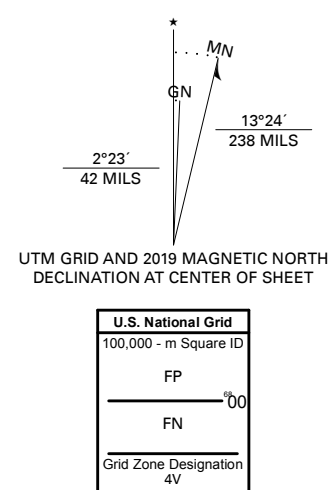 ★
MN
GN
13°24´
238 MILS
2°23´
42 MILS
UTM GRID AND 2019 MAGNETIC NORTH
DECLINATION AT CENTER OF SHEET
U.S. National Grid
100,000 - m Square ID
FP
6800
FN
Grid Zone Designation
4V